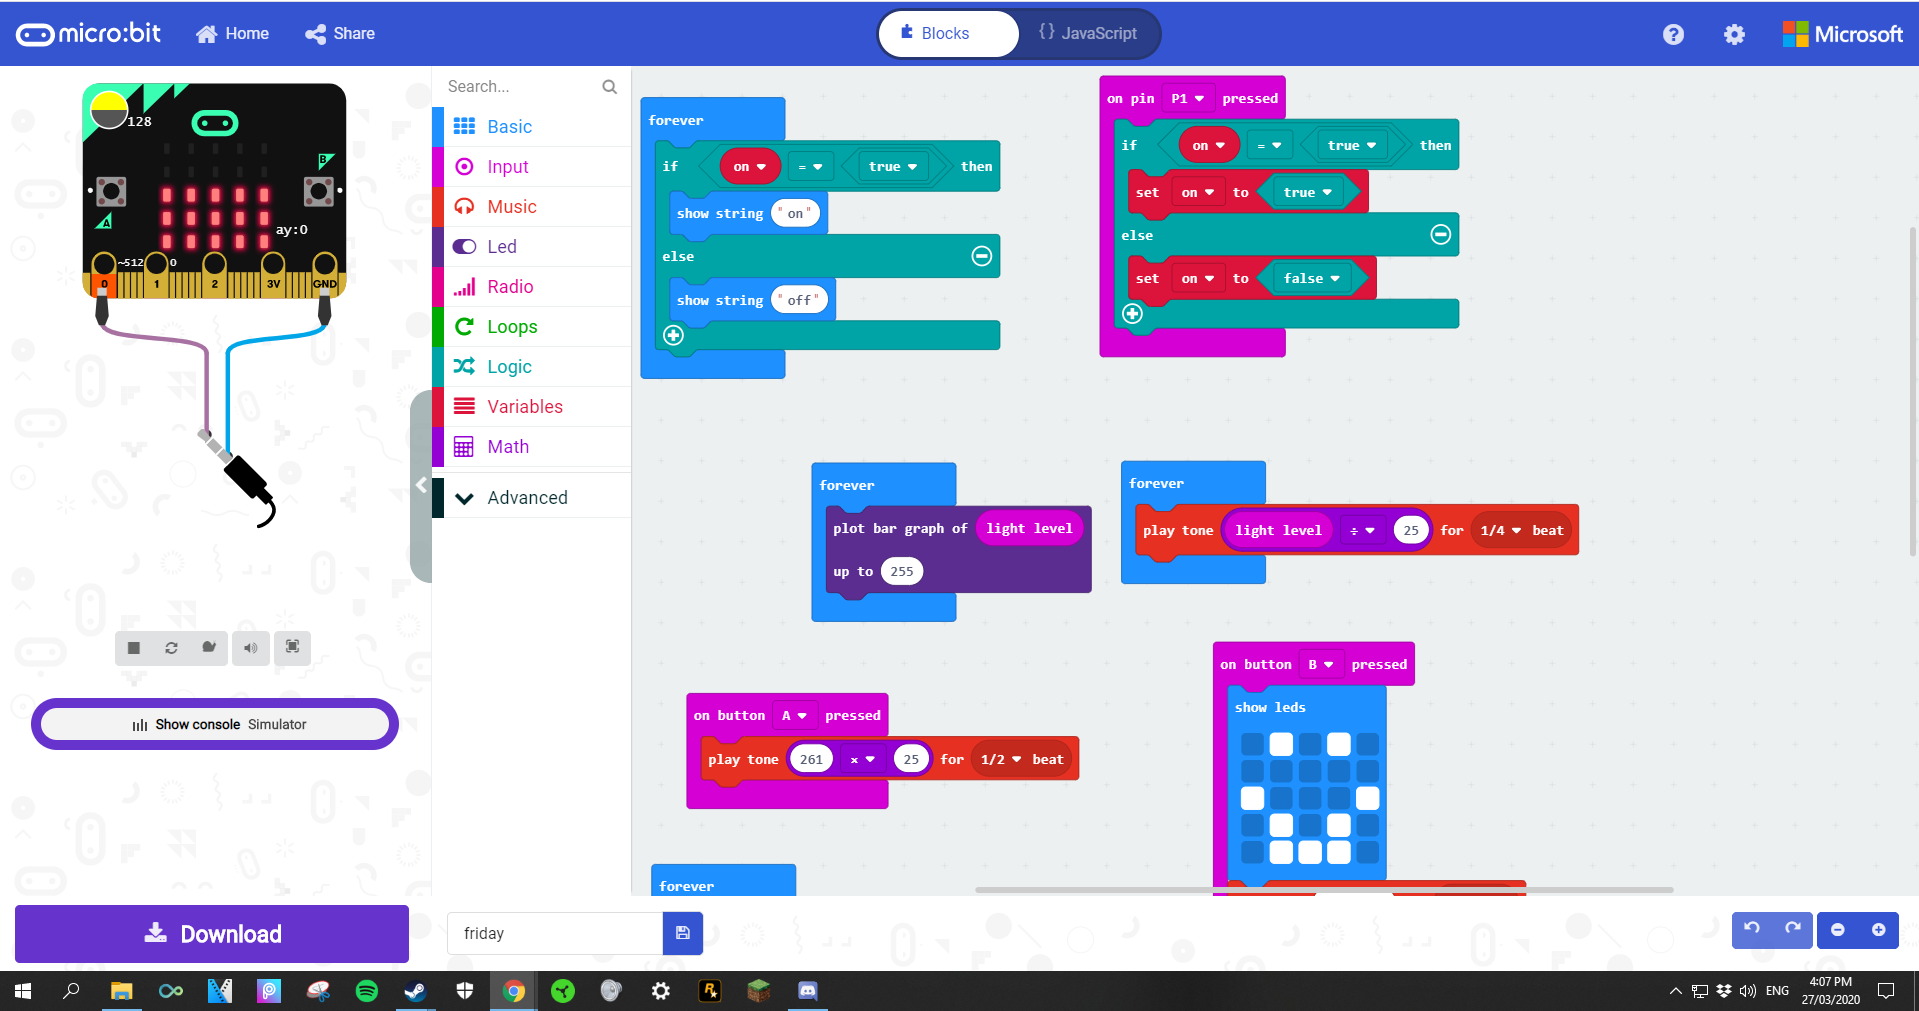 micro:bit Home Share Blocks {} JavaScript ? Microsoft
128
B
A
ay:0
~512 0
0 1 2 3V GND
Show console Simulator
Download
Search...
Basic
Input
Music
Led
Radio
Loops
Logic
Variables
Math
Advanced
forever
if on = true then
show string "on"
else
show string "off"
on pin P1 pressed
if on = true then
set on to true
else
set on to false
forever
plot bar graph of light level
up to 255
forever
play tone light level ÷ 25 for 1/4 beat
on button A pressed
play tone 261 x 25 for 1/2 beat
on button B pressed
show leds
forever
friday
ENG
4:07 PM
27/03/2020